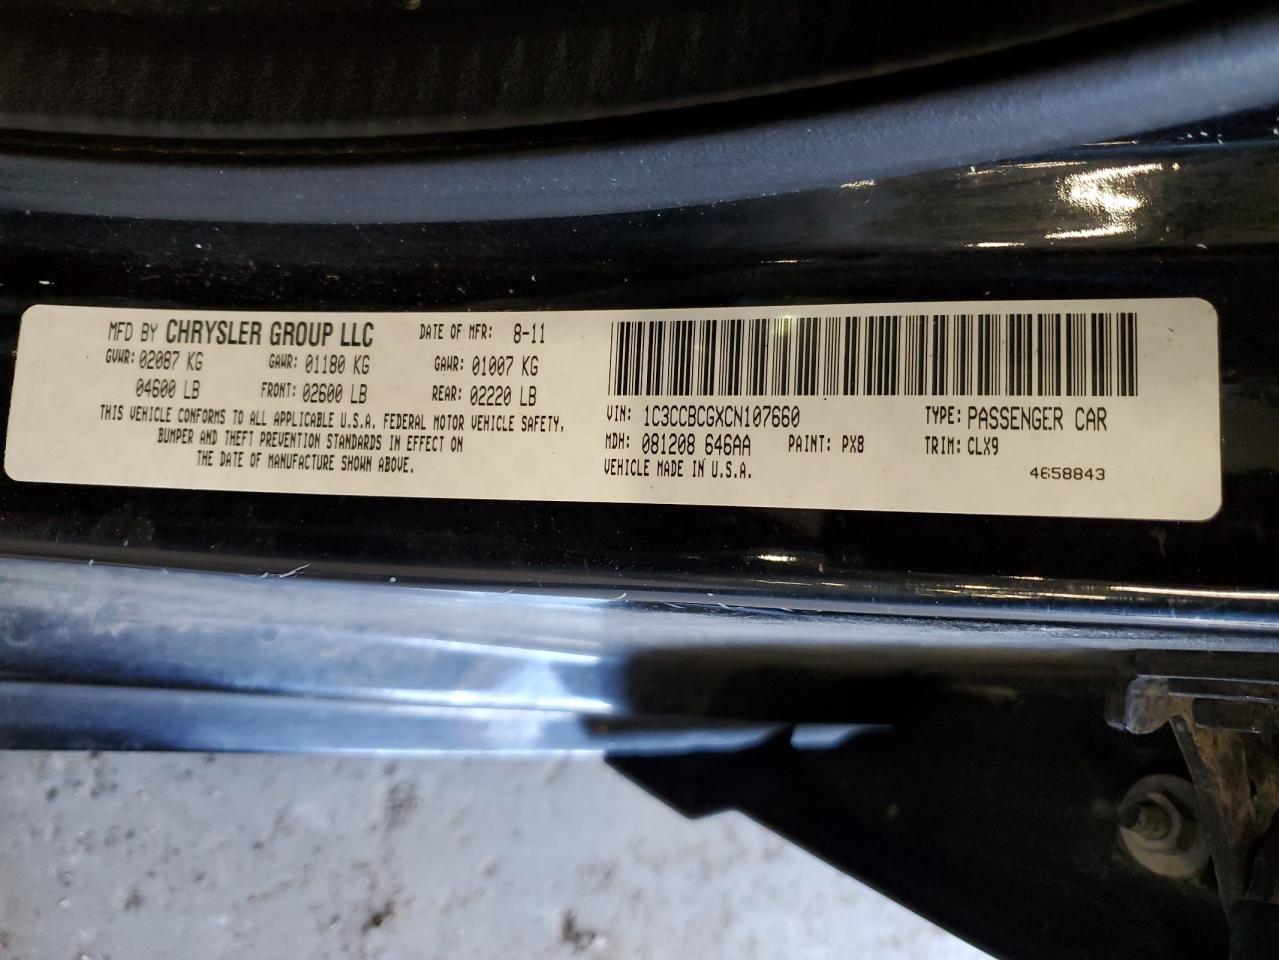 MFD BY CHRYSLER GROUP LLC DATE OF MFR: 8-11
GVWR: 02087 KG GAWR: 01180 KG GAWR: 01007 KG
04600 LB FRONT: 02600 LB REAR: 02220 LB
THIS VEHICLE CONFORMS TO ALL APPLICABLE U.S.A. FEDERAL MOTOR VEHICLE SAFETY,
BUMPER AND THEFT PREVENTION STANDARDS IN EFFECT ON
THE DATE OF MANUFACTURE SHOWN ABOVE.
VIN: 1C3CCBCGXCN107660 TYPE: PASSENGER CAR
MDH: 081208 646AA PAINT: PX8 TRIM: CLX9
VEHICLE MADE IN U.S.A. 4658843